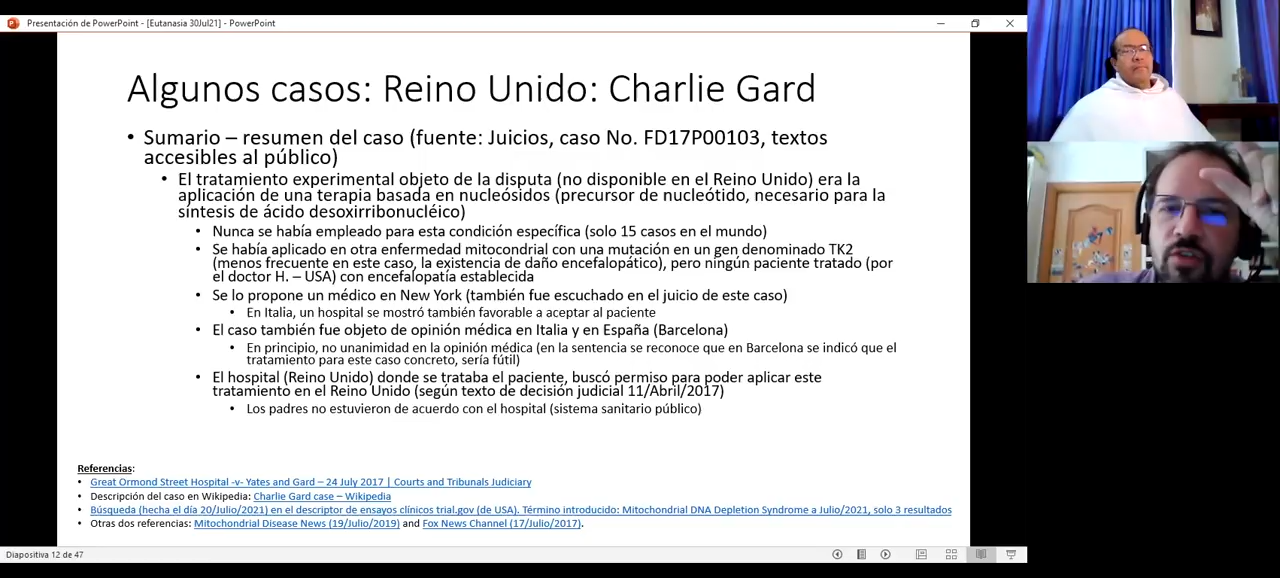 Presentación de PowerPoint - [Eutanasia 30Jul21] - PowerPoint
Algunos casos: Reino Unido: Charlie Gard
• Sumario – resumen del caso (fuente: Juicios, caso No. FD17P00103, textos
accesibles al público)
• El tratamiento experimental objeto de la disputa (no disponible en el Reino Unido) era la
aplicación de una terapia basada en nucleósidos (precursor de nucleótido, necesario para la
síntesis de ácido desoxirribonucléico)
• Nunca se había empleado para esta condición específica (solo 15 casos en el mundo)
• Se había aplicado en otra enfermedad mitocondrial con una mutación en un gen denominado TK2
(menos frecuente en este caso, la existencia de daño encefalopático), pero ningún paciente tratado (por
el doctor H. – USA) con encefalopatía establecida
• Se lo propone un médico en New York (también fue escuchado en el juicio de este caso)
• En Italia, un hospital se mostró también favorable a aceptar al paciente
• El caso también fue objeto de opinión médica en Italia y en España (Barcelona)
• En principio, no unanimidad en la opinión médica (en la sentencia se reconoce que en Barcelona se indicó que el
tratamiento para este caso concreto, sería fútil)
• El hospital (Reino Unido) donde se trataba el paciente, buscó permiso para poder aplicar este
tratamiento en el Reino Unido (según texto de decisión judicial 11/Abril/2017)
• Los padres no estuvieron de acuerdo con el hospital (sistema sanitario público)
Referencias:
• Great Ormond Street Hospital -v- Yates and Gard – 24 July 2017 | Courts and Tribunals Judiciary
• Descripción del caso en Wikipedia: Charlie Gard case – Wikipedia
• Búsqueda (hecha el día 20/Julio/2021) en el descriptor de ensayos clínicos trial.gov (de USA). Término introducido: Mitochondrial DNA Depletion Syndrome a Julio/2021, solo 3 resultados
• Otras dos referencias: Mitochondrial Disease News (19/Julio/2019) and Fox News Channel (17/Julio/2017).
Diapositiva 12 de 47